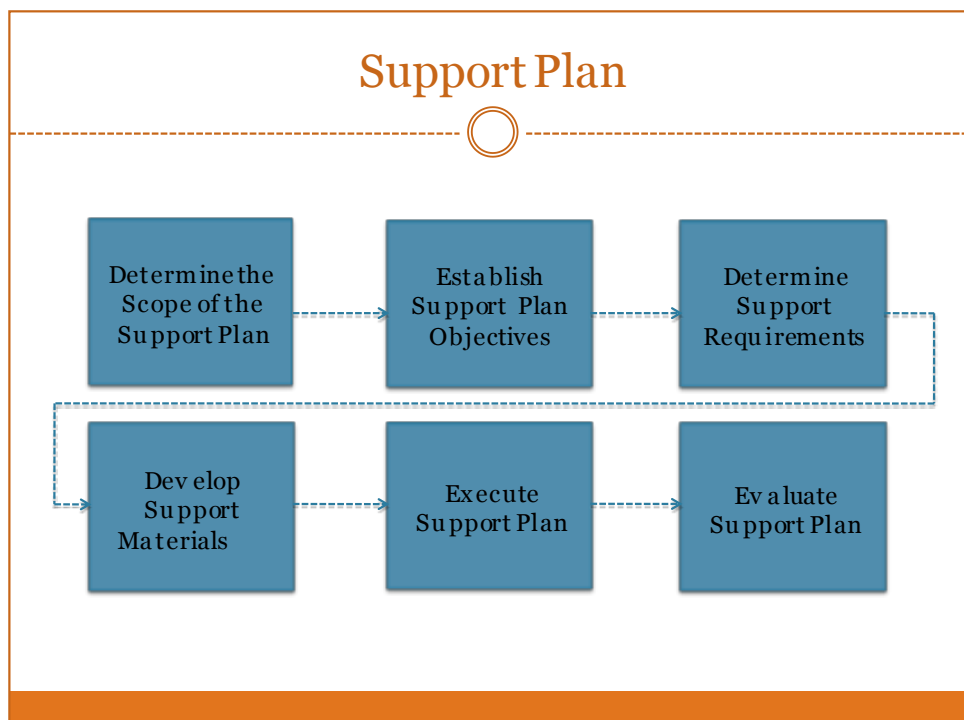 Support Plan
Determine the
Scope of the
Support Plan
Establish
Support Plan
Objectives
Determine
Support
Requirements
Develop
Support
Materials
Execute
Support Plan
Evaluate
Support Plan